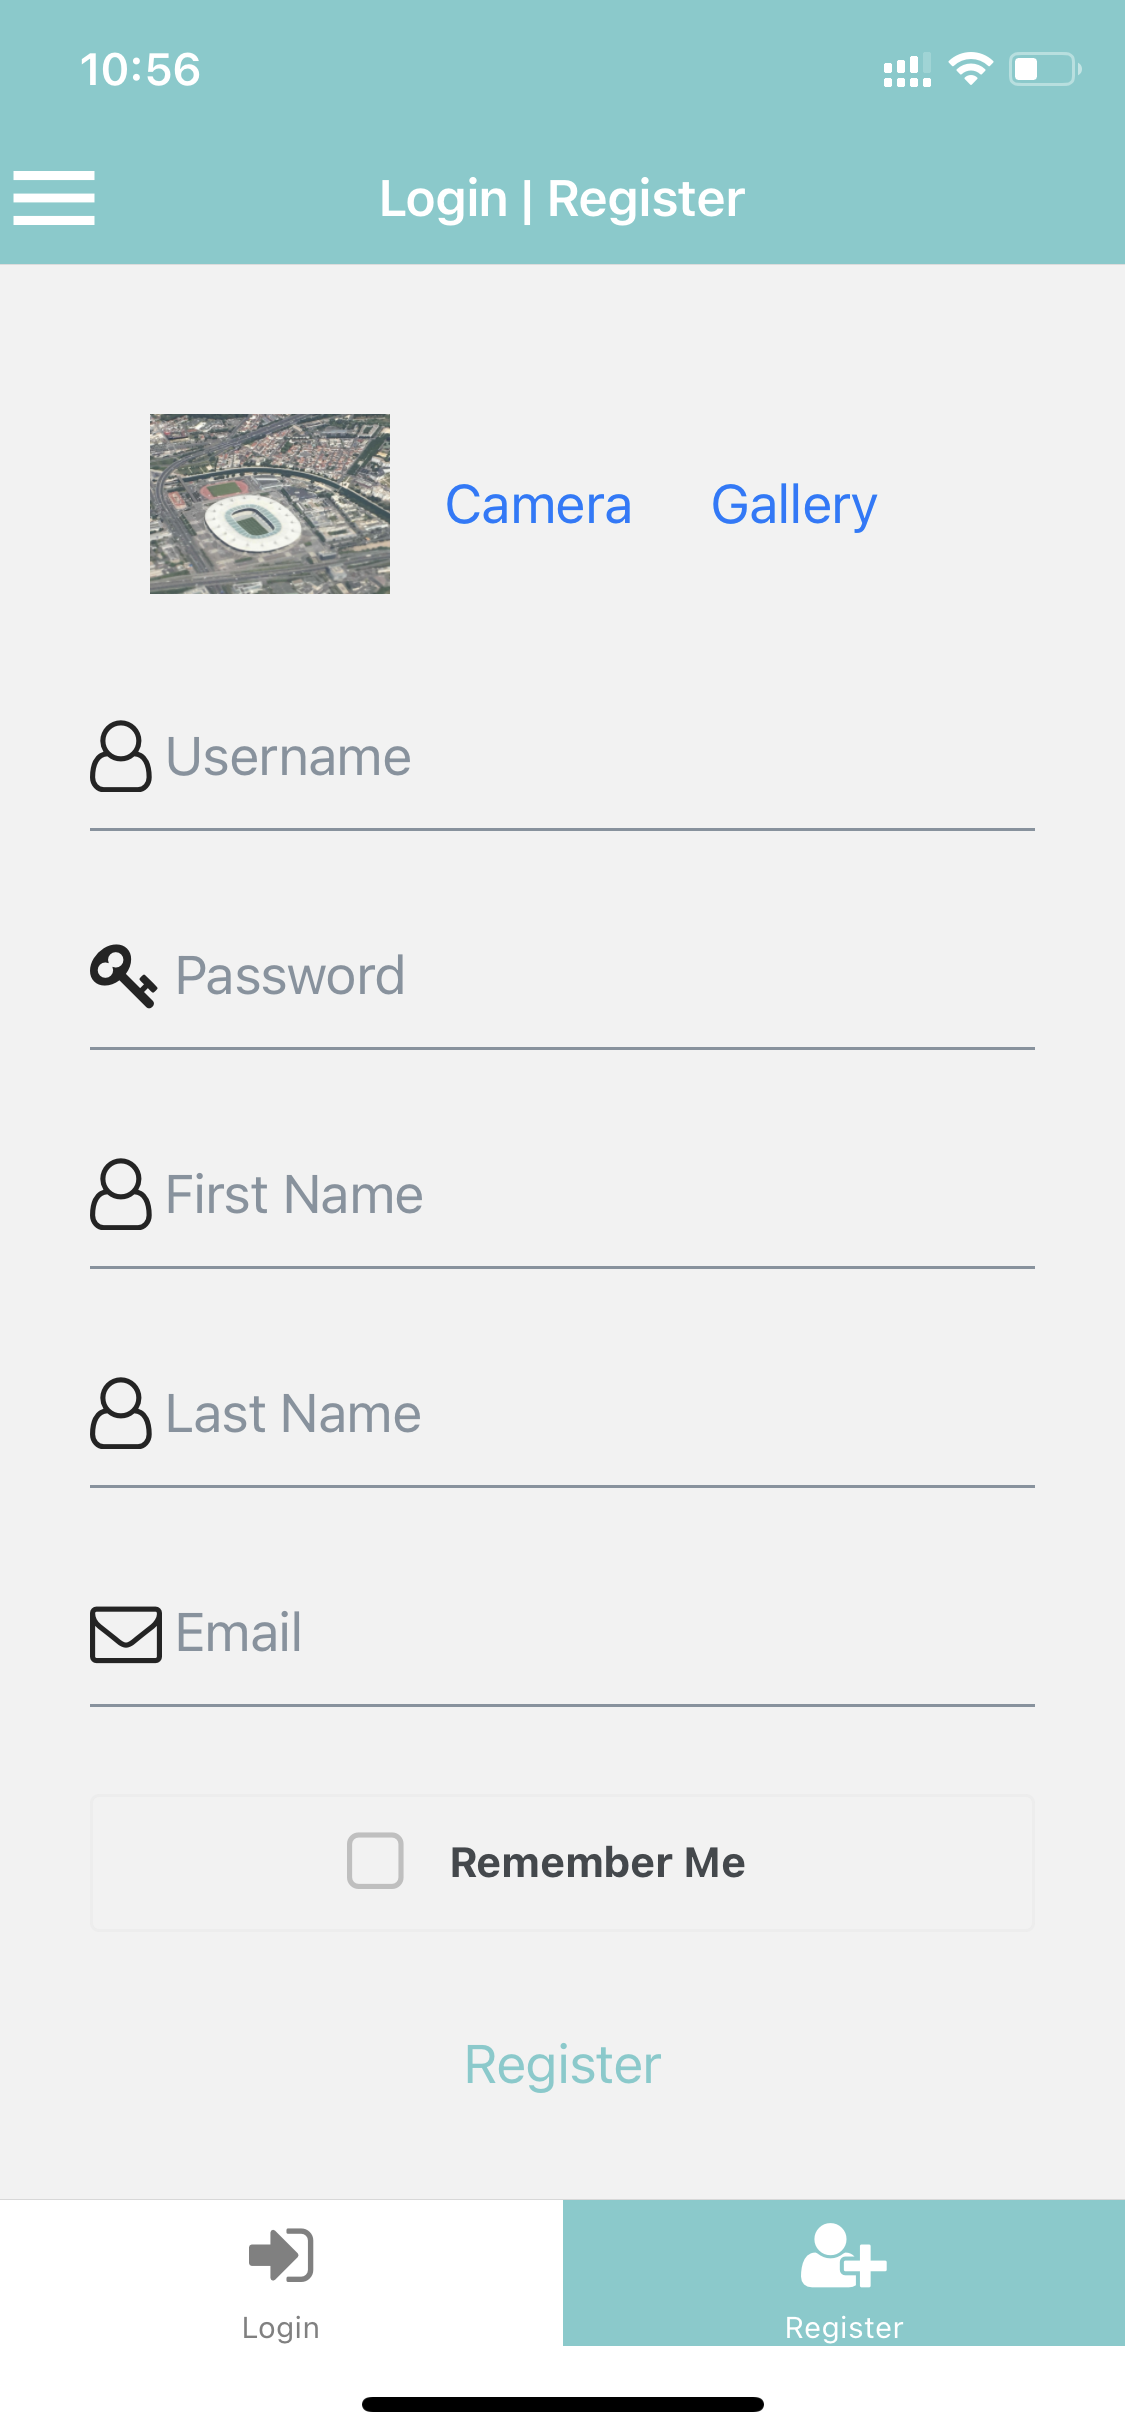 10:56
Login | Register
Camera Gallery
Username
Password
First Name
Last Name
Email
Remember Me
Register
Login Register